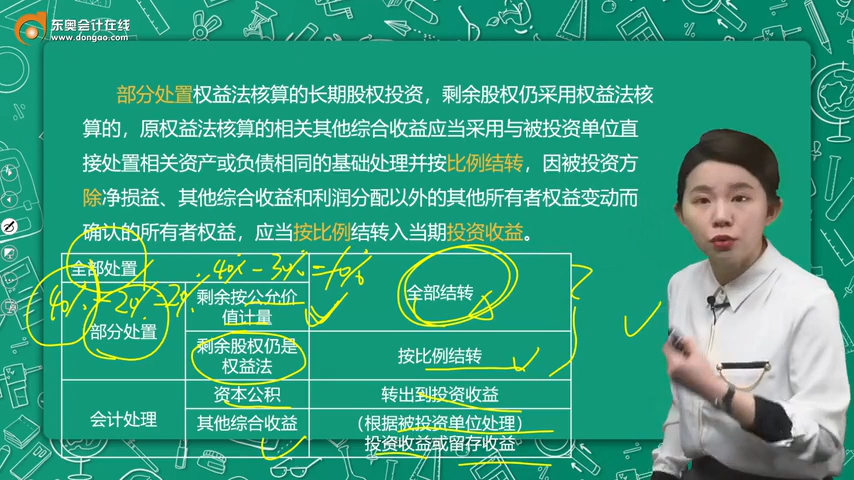 东奥会计在线
www.dongao.com
部分处置权益法核算的长期股权投资，剩余股权仍采用权益法核
算的，原权益法核算的相关其他综合收益应当采用与被投资单位直
接处置相关资产或负债相同的基础处理并按比例结转，因被投资方
除净损益、其他综合收益和利润分配以外的其他所有者权益变动而
确认的所有者权益，应当按比例结转入当期投资收益。
全部处置
40%-30%=10%
全部结转
40%-20%=20%
部分处置
剩余按公允价
值计量
剩余股权仍是
权益法
按比例结转
会计处理
资本公积
转出到投资收益
其他综合收益
（根据被投资单位处理）
投资收益或留存收益